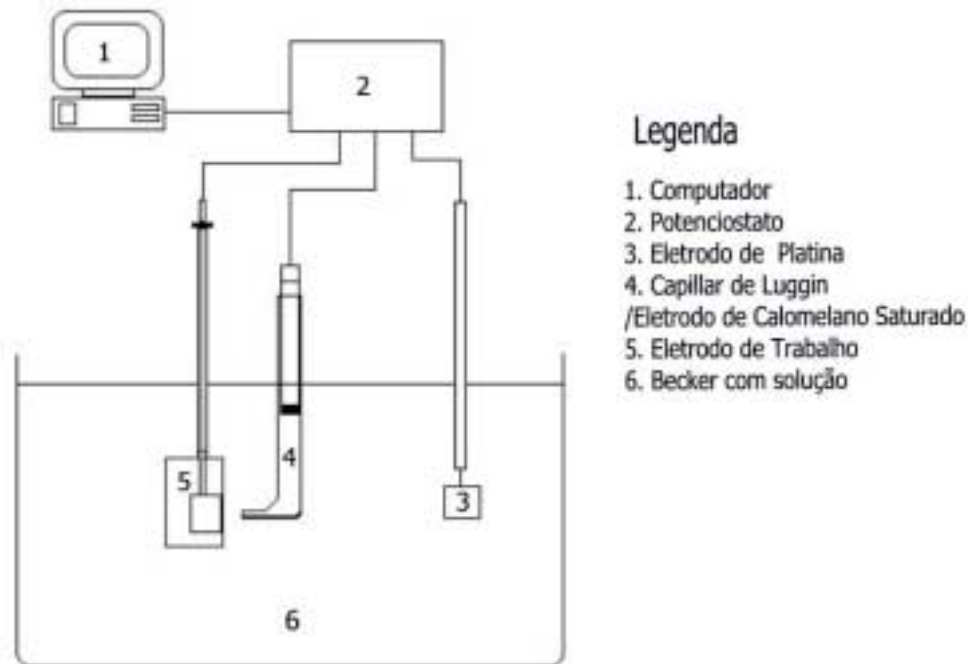 1
2
Legenda
1. Computador
2. Potenciostato
3. Eletrodo de Platina
4. Capillar de Luggin
/Eletrodo de Calomelano Saturado
5. Eletrodo de Trabalho
6. Becker com solução
4
5
3
6